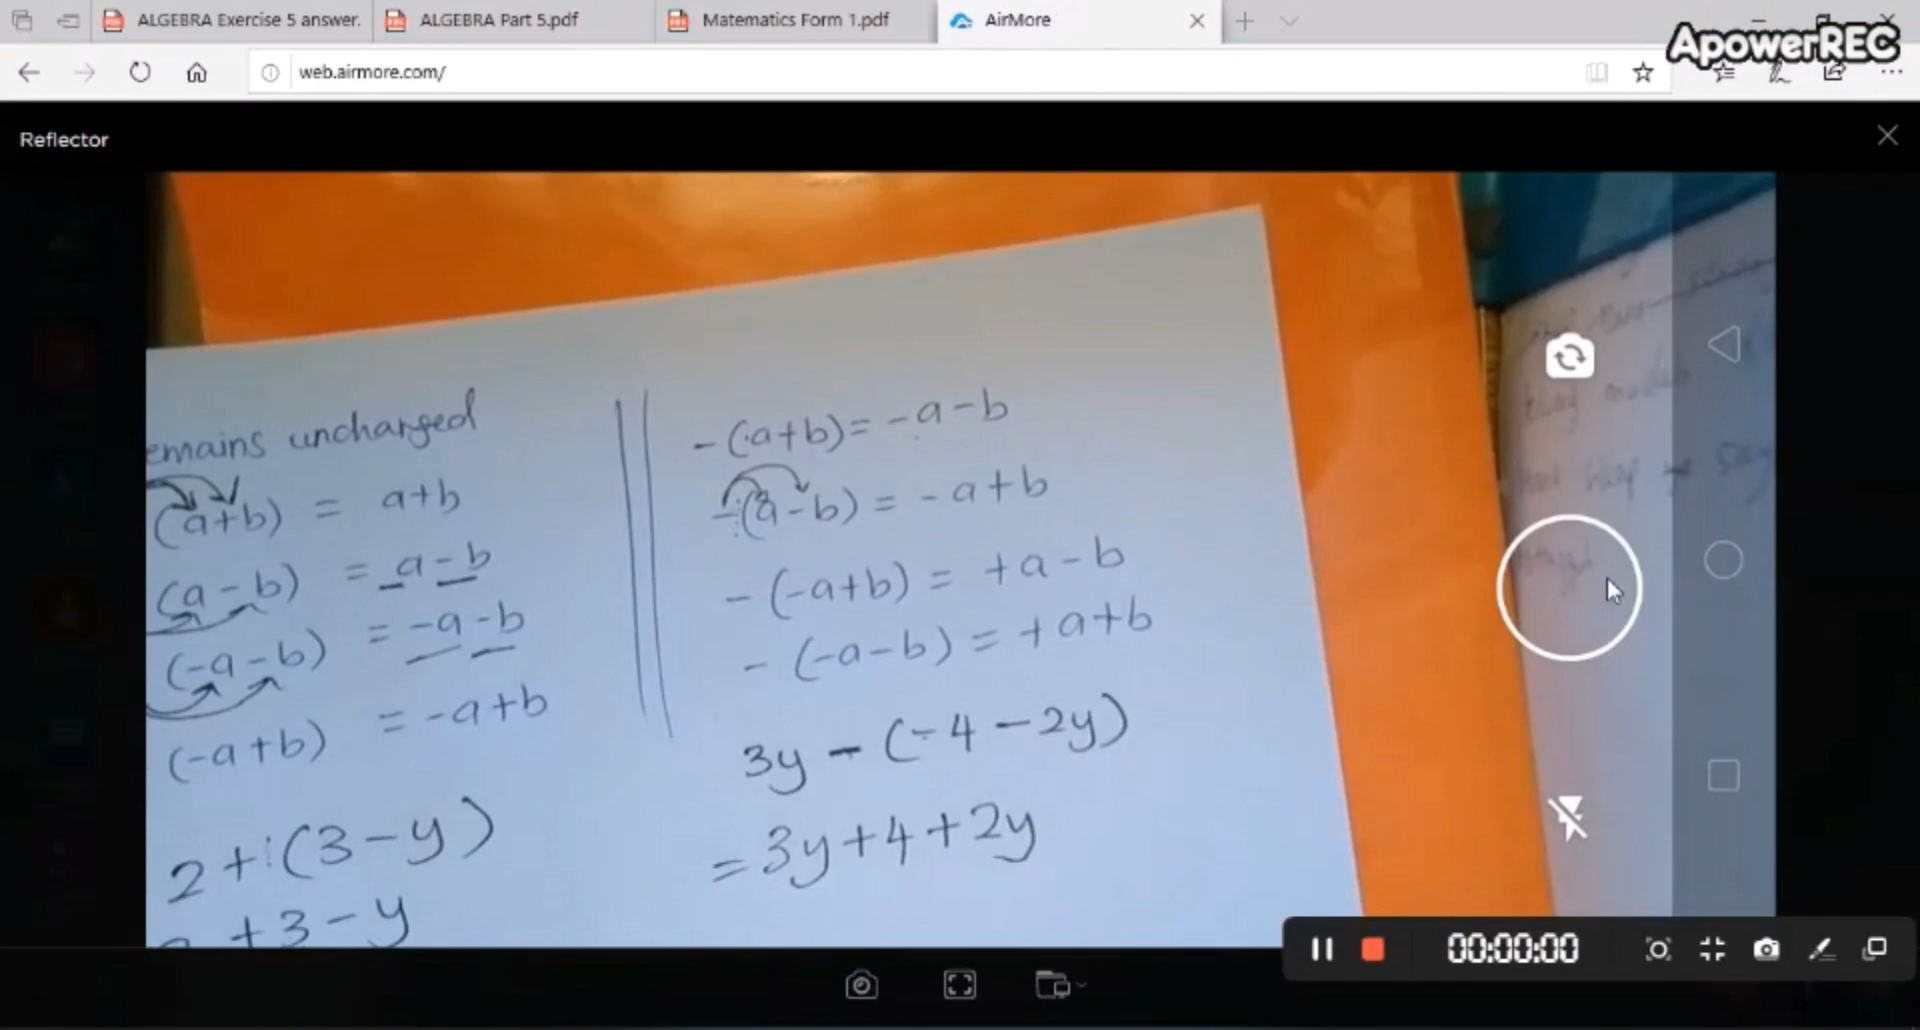 ALGEBRA Exercise 5 answer.
ALGEBRA Part 5.pdf
Matematics Form 1.pdf
AirMore
ApowerREC
web.airmore.com/
Reflector
emains uncharged
(a+b) = a+b
(a-b) = a-b
(-a-b) = -a-b
(-a+b) = -a+b
2+(3-y)
+3-y
-(a+b)= -a-b
-(a-b) = -a+b
-(-a+b) = +a-b
-(-a-b) = +a+b
3y-(-4-2y)
=3y+4+2y
00:00:00